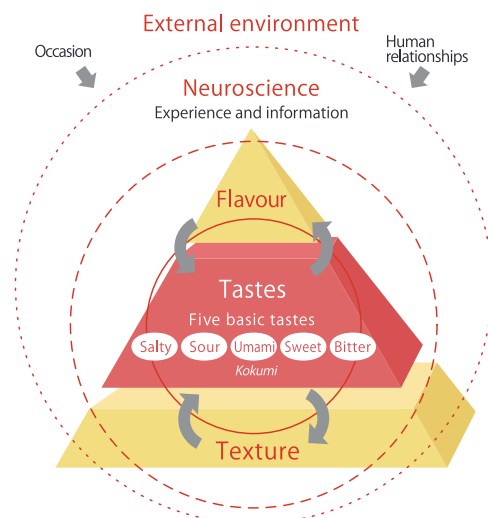 External environment
Occasion
Human
relationships
Neuroscience
Experience and information
Flavour
Tastes
Five basic tastes
Salty Sour Umami Sweet Bitter
Kokumi
Texture